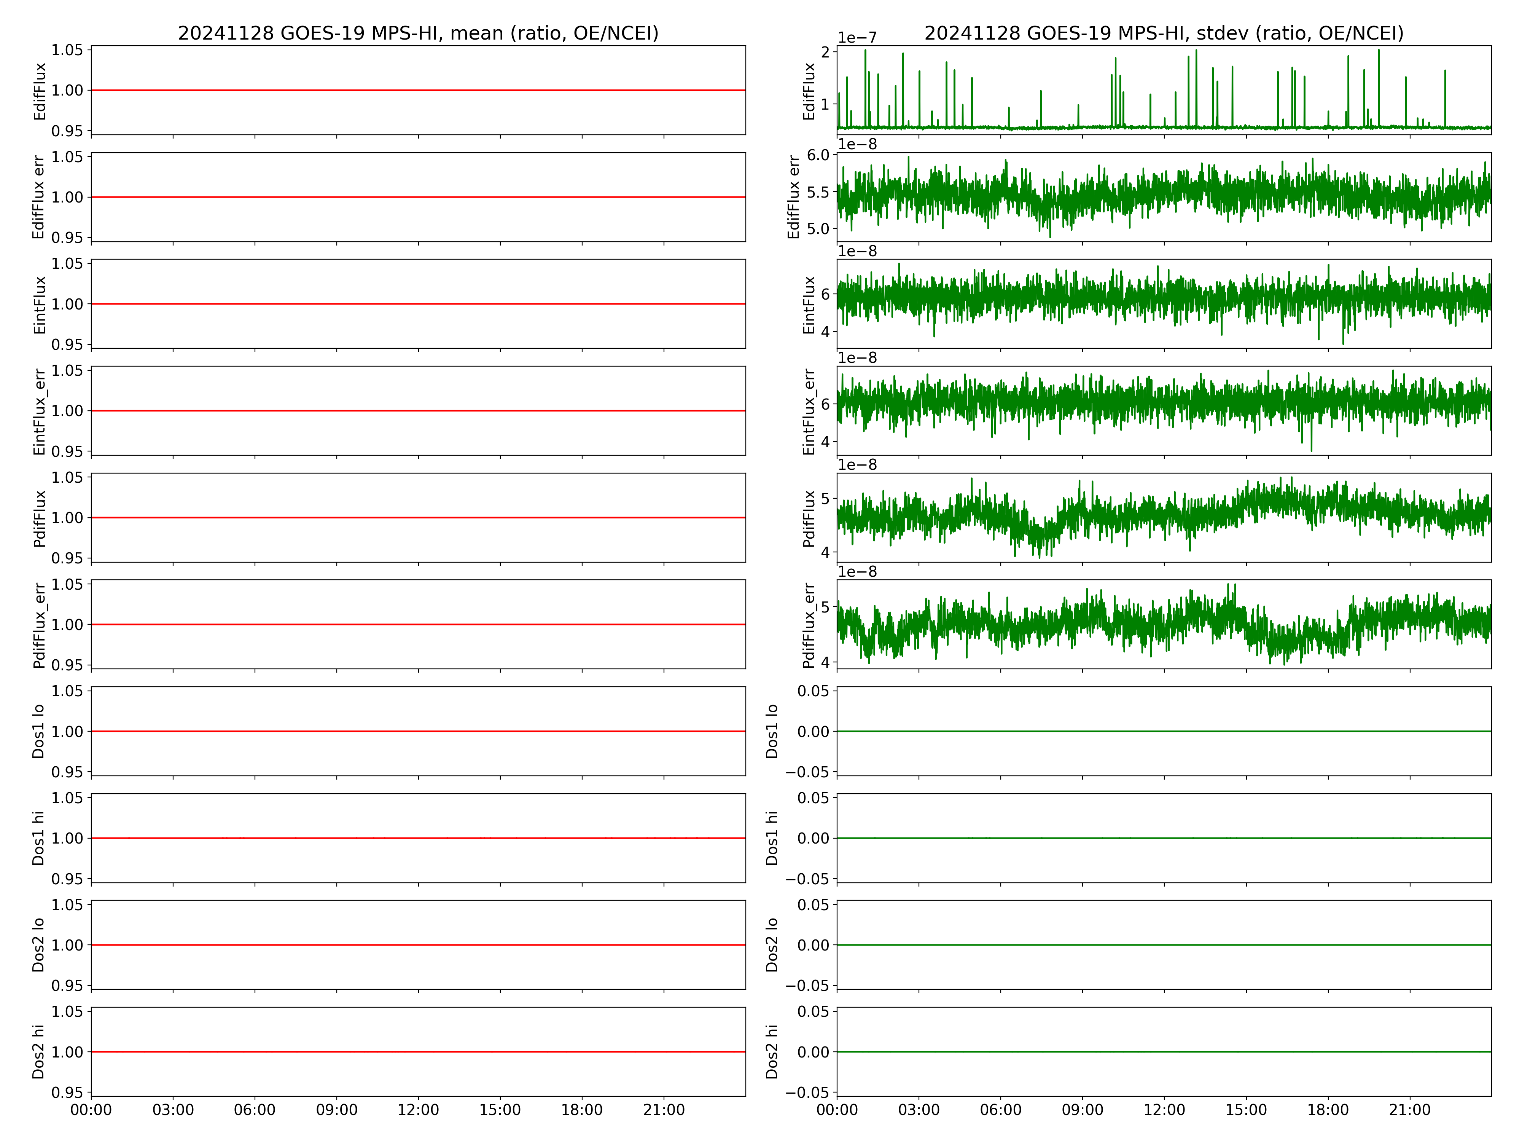 20241128 GOES-19 MPS-HI, mean (ratio, OE/NCEI)
1.05
1.00
0.95
EdifFlux
1.05
1.00
0.95
EdifFlux err
1.05
1.00
0.95
EintFlux
1.05
1.00
0.95
EintFlux_err
1.05
1.00
0.95
PdifFlux
1.05
1.00
0.95
PdifFlux_err
1.05
1.00
0.95
Dos1 lo
1.05
1.00
0.95
Dos1 hi
1.05
1.00
0.95
Dos2 lo
1.05
1.00
0.95
Dos2 hi
00:00 03:00 06:00 09:00 12:00 15:00 18:00 21:00
20241128 GOES-19 MPS-HI, stdev (ratio, OE/NCEI)
1e−7
2
1
EdifFlux
1e−8
6.0
5.5
5.0
EdifFlux err
1e−8
6
4
EintFlux
1e−8
6
4
EintFlux_err
1e−8
5
4
PdifFlux
1e−8
5
4
PdifFlux_err
0.05
0.00
−0.05
Dos1 lo
0.05
0.00
−0.05
Dos1 hi
0.05
0.00
−0.05
Dos2 lo
0.05
0.00
−0.05
Dos2 hi
00:00 03:00 06:00 09:00 12:00 15:00 18:00 21:00